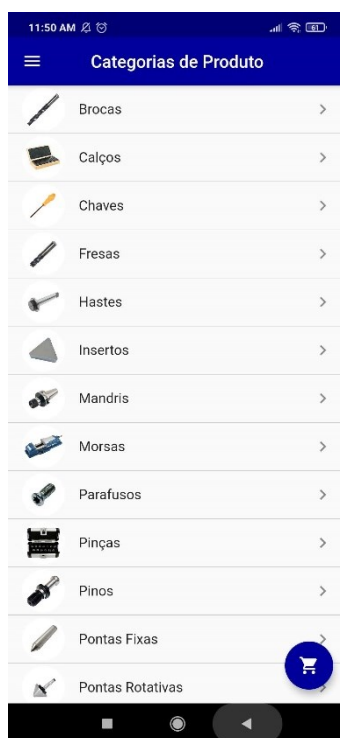 11:50 AM
61
Categorias de Produto
Brocas
Calços
Chaves
Fresas
Hastes
Insertos
Mandris
Morsas
Parafusos
Pinças
Pinos
Pontas Fixas
Pontas Rotativas